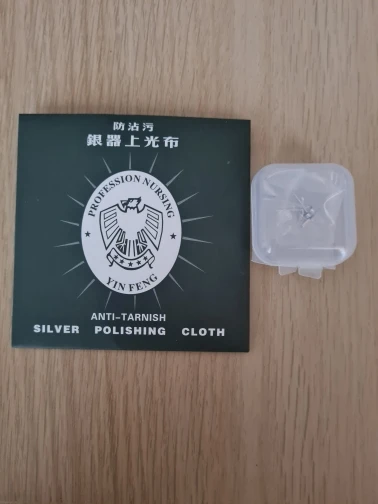 防沾污
銀器上光布
PROFESSION NURSING
YIN FENG
ANTI-TARNISH
SILVER POLISHING CLOTH